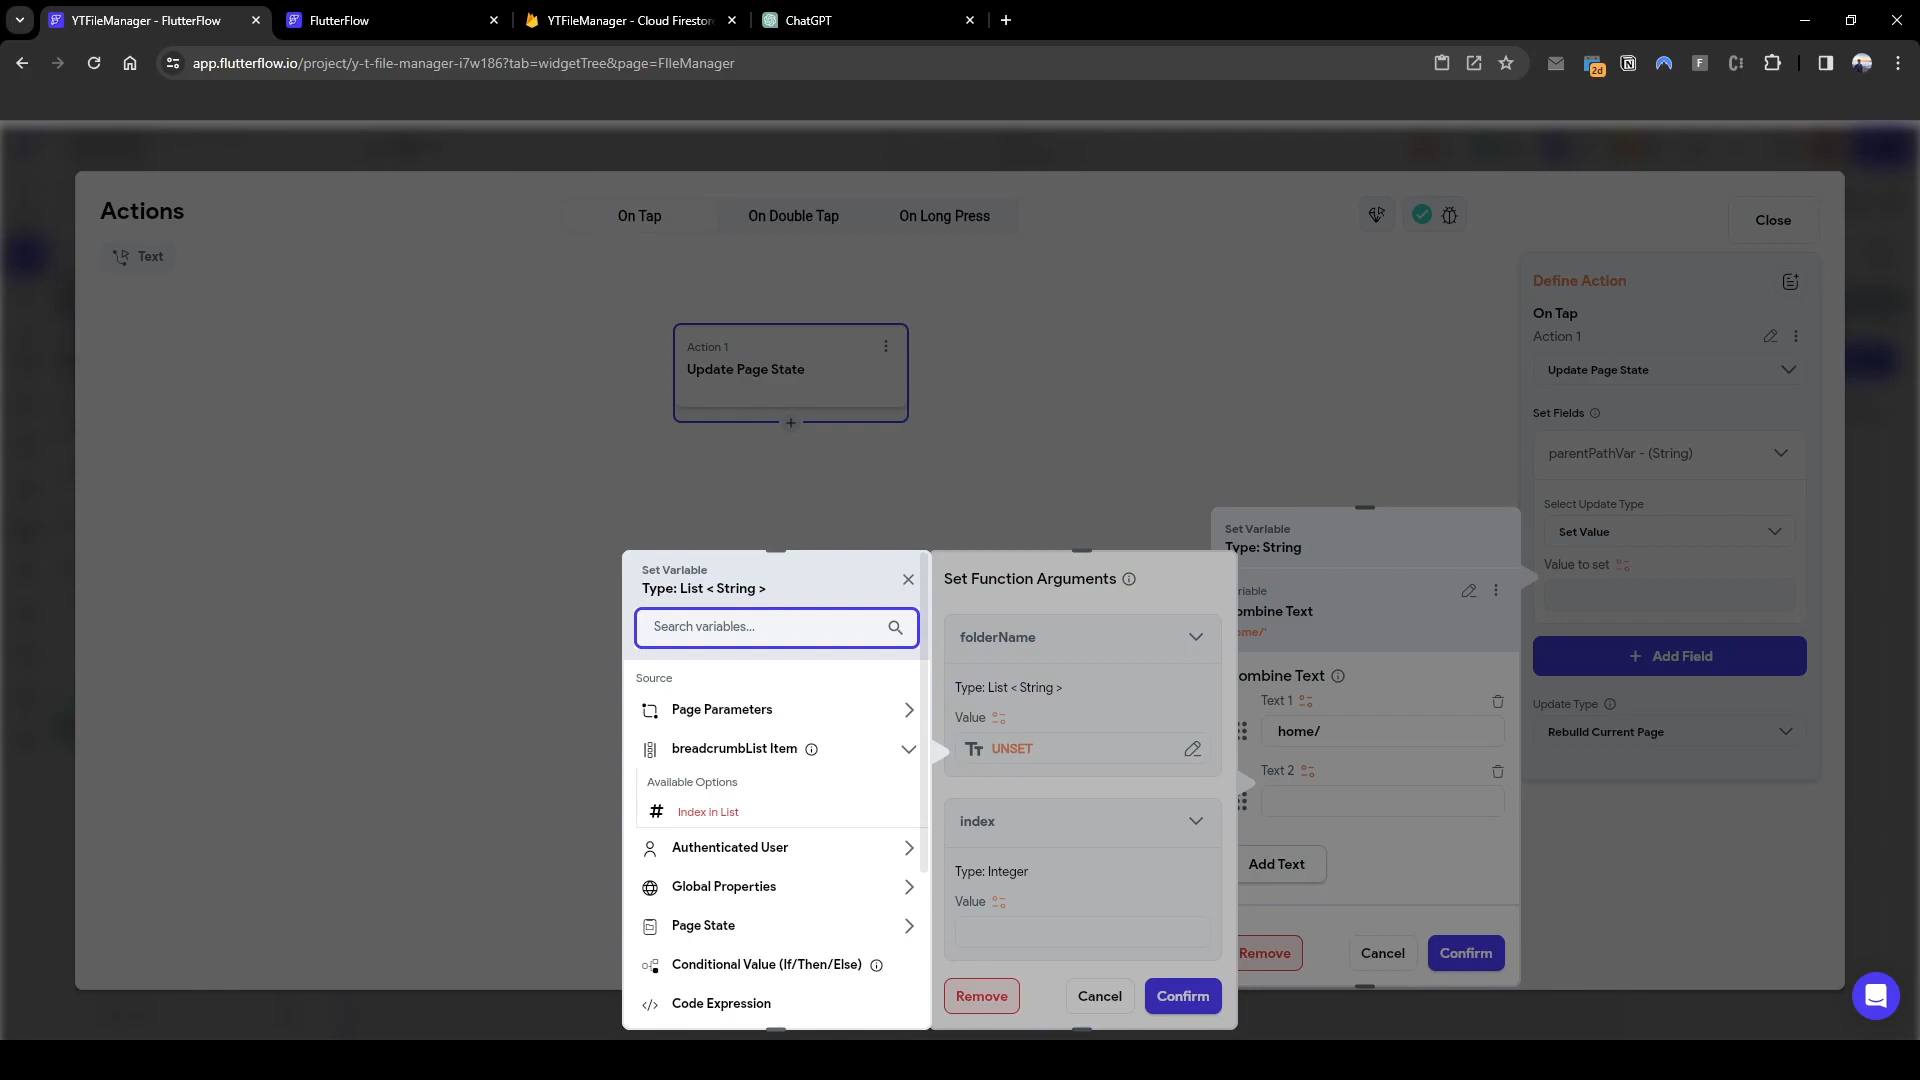 YTFileManager - FlutterFlow
FlutterFlow
YTFileManager - Cloud Firestor
ChatGPT
app.flutterflow.io/project/y-t-file-manager-i7w186?tab=widgetTree&page=FIleManager
2d
F
Actions
On Tap
On Double Tap
On Long Press
Close
Text
Define Action
On Tap
Action 1
Update Page State
Set Fields
parentPathVar - (String)
Select Update Type
Set Value
Value to set
Add Field
Update Type
Rebuild Current Page
Action 1
Update Page State
Set Variable
Type: String
ariable
ombine Text
ome/"
ombine Text
Text 1
home/
Text 2
Add Text
Remove
Cancel
Confirm
Set Function Arguments
folderName
Type: List < String >
Value
UNSET
index
Type: Integer
Value
Remove
Cancel
Confirm
Set Variable
Type: List < String >
Search variables...
Source
Page Parameters
breadcrumbList Item
Available Options
Index in List
Authenticated User
Global Properties
Page State
Conditional Value (If/Then/Else)
Code Expression